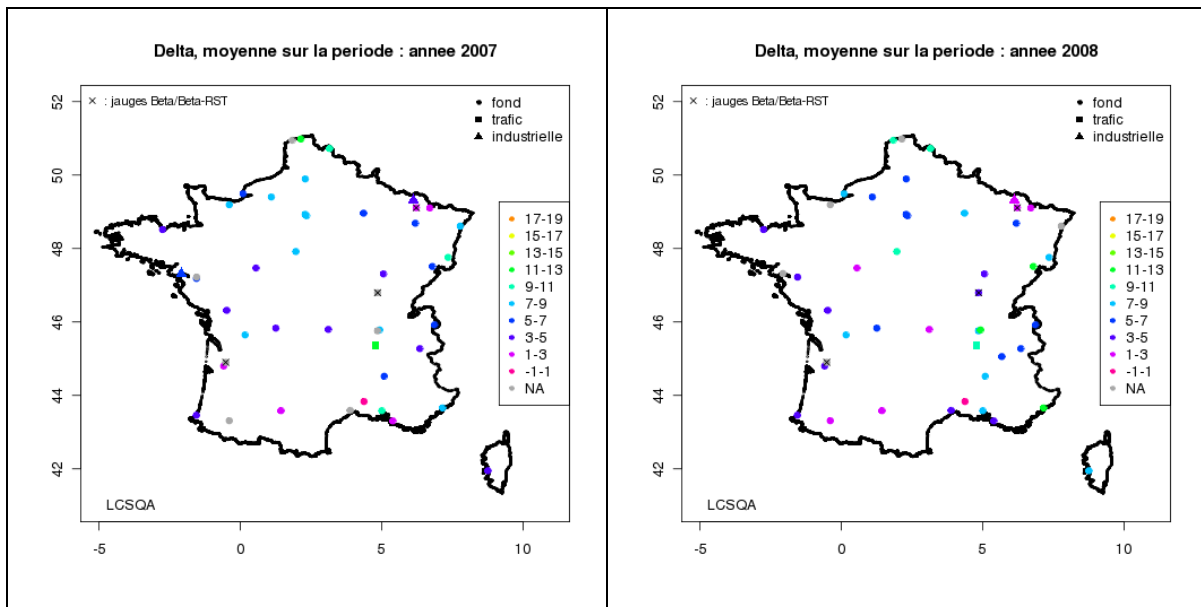 Delta, moyenne sur la periode : annee 2007
× : jauges Beta/Beta-RST
fond
trafic
industrielle
52
50
48
46
44
42
17-19
15-17
13-15
11-13
9-11
7-9
5-7
3-5
1-3
-1-1
NA
LCSQA
-5 0 5 10
Delta, moyenne sur la periode : annee 2008
× : jauges Beta/Beta-RST
fond
trafic
industrielle
52
50
48
46
44
42
17-19
15-17
13-15
11-13
9-11
7-9
5-7
3-5
1-3
-1-1
NA
LCSQA
-5 0 5 10